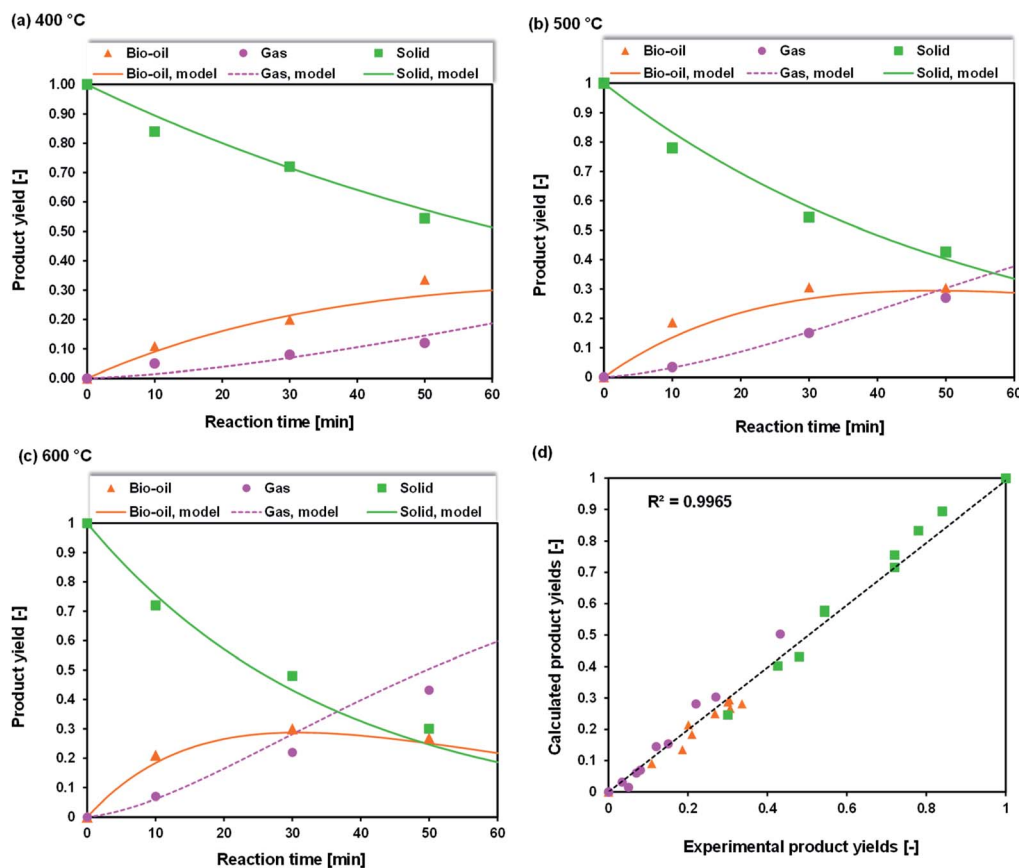 (a) 400 °C
Bio-oil Gas Solid
Bio-oil, model Gas, model Solid, model
1.00
0.80
0.70
0.50
0.30
0.20
0.10
0.00
0 10 20 30 40 50 60
Product yield [-]
Reaction time [min]
(b) 500 °C
Bio-oil Gas Solid
Bio-oil, model Gas, model Solid, model
1
0.9
0.8
0.7
0.6
0.5
0.4
0.3
0.2
0.1
0
0 10 20 30 40 50 60
Product yield [-]
Reaction time [min]
(c) 600 °C
Bio-oil Gas Solid
Bio-oil, model Gas, model Solid, model
1
0.9
0.8
0.7
0.6
0.5
0.4
0.3
0.2
0.1
0
0 10 20 30 40 50 60
Product yield [-]
Reaction time [min]
(d)
R² = 0.9965
1
0.9
0.8
0.7
0.6
0.5
0.4
0.3
0.2
0.1
0
0 0.2 0.4 0.6 0.8 1
Calculated product yields [-]
Experimental product yields [-]